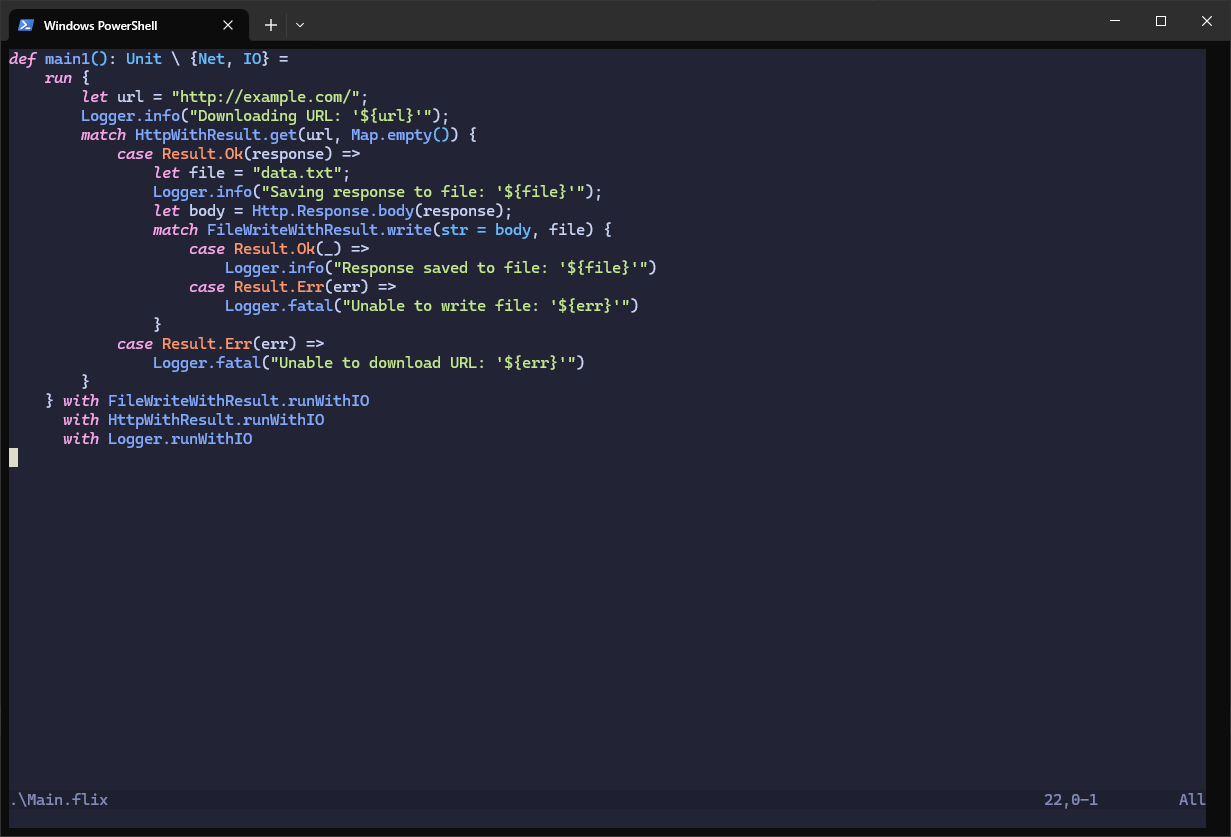 Windows PowerShell
def main1(): Unit \ {Net, IO} =
    run {
        let url = "http://example.com/";
        Logger.info("Downloading URL: '${url}'");
        match HttpWithResult.get(url, Map.empty()) {
            case Result.Ok(response) =>
                let file = "data.txt";
                Logger.info("Saving response to file: '${file}'");
                let body = Http.Response.body(response);
                match FileWriteWithResult.write(str = body, file) {
                    case Result.Ok(_) =>
                        Logger.info("Response saved to file: '${file}'")
                    case Result.Err(err) =>
                        Logger.fatal("Unable to write file: '${err}'")
                }
            case Result.Err(err) =>
                Logger.fatal("Unable to download URL: '${err}'")
        }
    } with FileWriteWithResult.runWithIO
      with HttpWithResult.runWithIO
      with Logger.runWithIO
.\Main.flix 22,0-1 All